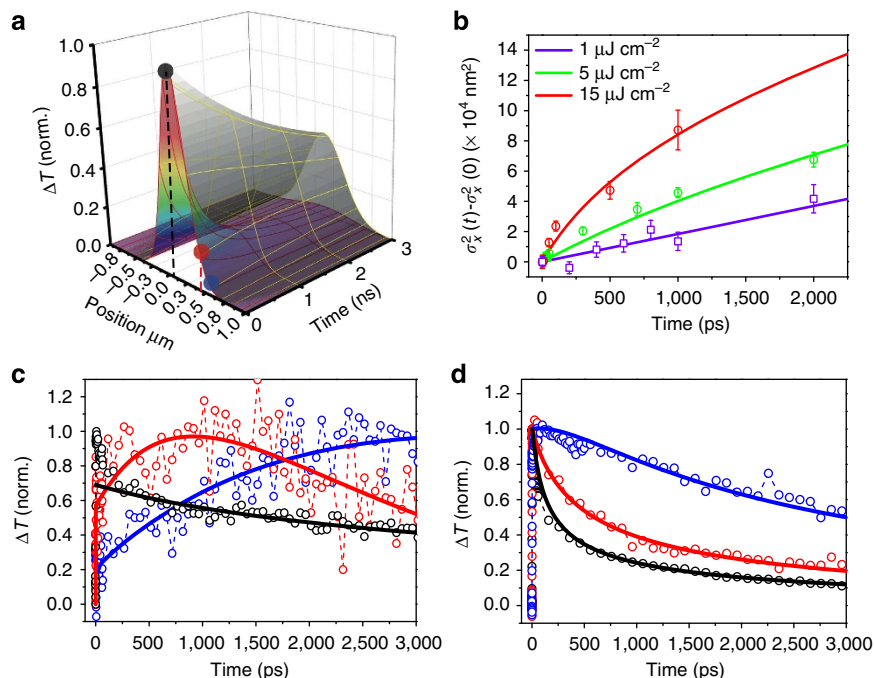 a
ΔT (norm.)
1.0
0.8
0.6
0.4
0.2
0.0
–0.8
–0.5
–0.3
0.0
0.3
0.5
0.8
1.0
Position μm
0
1
2
3
Time (ns)
b
σx² (t)-σx² (0) (× 10⁴ nm²)
14
12
10
8
6
4
2
0
1 μJ cm⁻²
5 μJ cm⁻²
15 μJ cm⁻²
0 500 1,000 1,500 2,000
Time (ps)
c
ΔT (norm.)
1.2
1.0
0.8
0.6
0.4
0.2
0.0
0 500 1,000 1,500 2,000 2,500 3,000
Time (ps)
d
ΔT (norm.)
1.2
1.0
0.8
0.6
0.4
0.2
0.0
0 500 1,000 1,500 2,000 2,500 3,000
Time (ps)